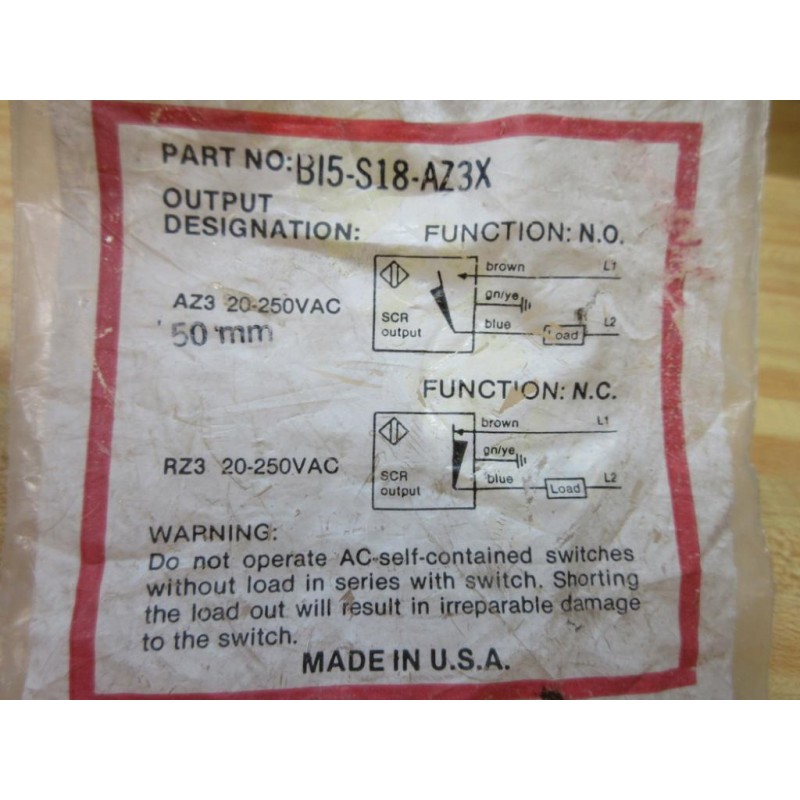 PART NO: BI5-S18-AZ3X
OUTPUT
DESIGNATION:
FUNCTION: N.O.
AZ3 20-250VAC
50 mm
SCR
output
brown
L1
gn/ye
blue
Load
L2
FUNCTION: N.C.
RZ3 20-250VAC
SCR
output
brown
L1
gn/ye
blue
Load
L2
WARNING:
Do not operate AC-self-contained switches
without load in series with switch. Shorting
the load out will result in irreparable damage
to the switch.
MADE IN U.S.A.